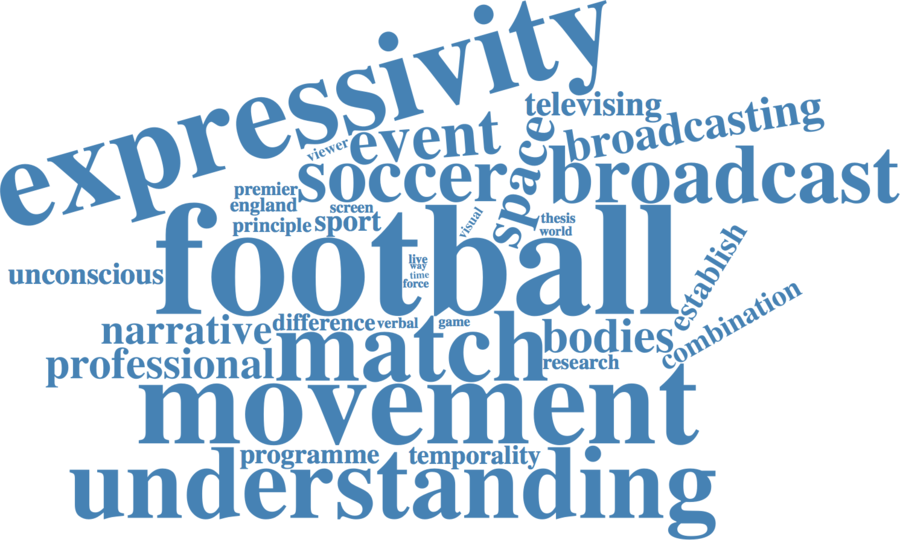 expressivity
televising
broadcasting
event
viewer
space
soccer
broadcast
premier
england
screen
principle
sport
visual
thesis
world
football
unconscious
live
way
time
force
establish
combination
narrative
difference
verbal
game
match
bodies
professional
research
movement
programme
temporality
understanding